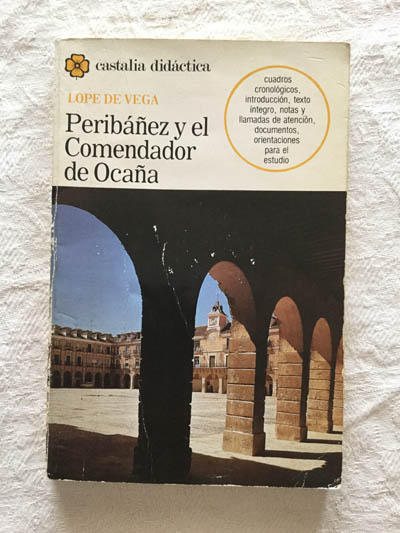 castalia didáctica
LOPE DE VEGA
Peribáñez y el
Comendador
de Ocaña
cuadros
cronológicos,
introducción, texto
íntegro, notas y
llamadas de atención,
documentos,
orientaciones
para el
estudio